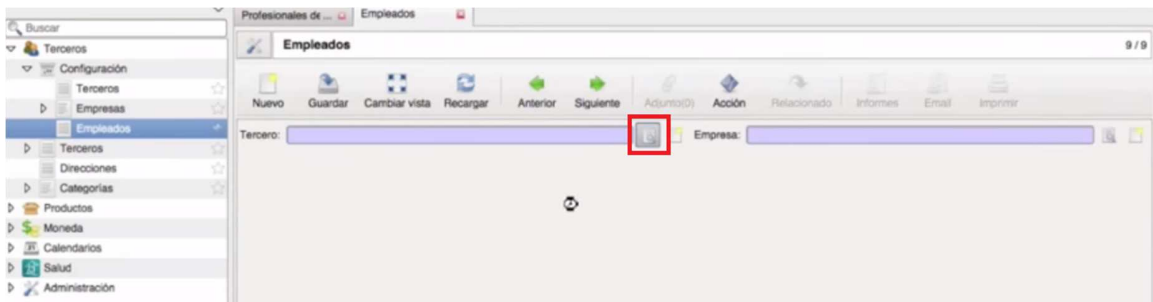 Profesionales de ... Empleados
Buscar
Terceros
Empleados 9/9
Configuración
Terceros
Nuevo Guardar Cambiar vista Recargar Anterior Siguiente Adjunto(0) Acción Relacionado Informes Email Imprimir
Empresas
Empleados
Tercero: Empresa:
Terceros
Direcciones
Categorías
Productos
Moneda
Calendarios
Salud
Administración